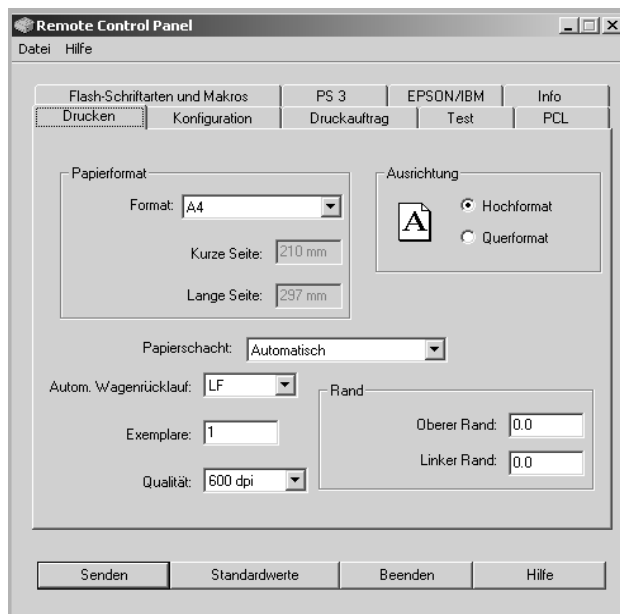 Remote Control Panel
Datei Hilfe
Flash-Schriftarten und Makros PS 3 EPSON/IBM Info
Drucken Konfiguration Druckauftrag Test PCL
Papierformat
Format: A4
Kurze Seite: 210 mm
Lange Seite: 297 mm
Ausrichtung
A
Hochformat
Querformat
Papierschacht: Automatisch
Autom. Wagenrücklauf: LF
Exemplare: 1
Qualität: 600 dpi
Rand
Oberer Rand: 0.0
Linker Rand: 0.0
Senden Standardwerte Beenden Hilfe